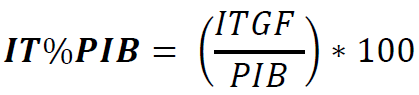 IT%PIB = (ITGF/PIB) * 100